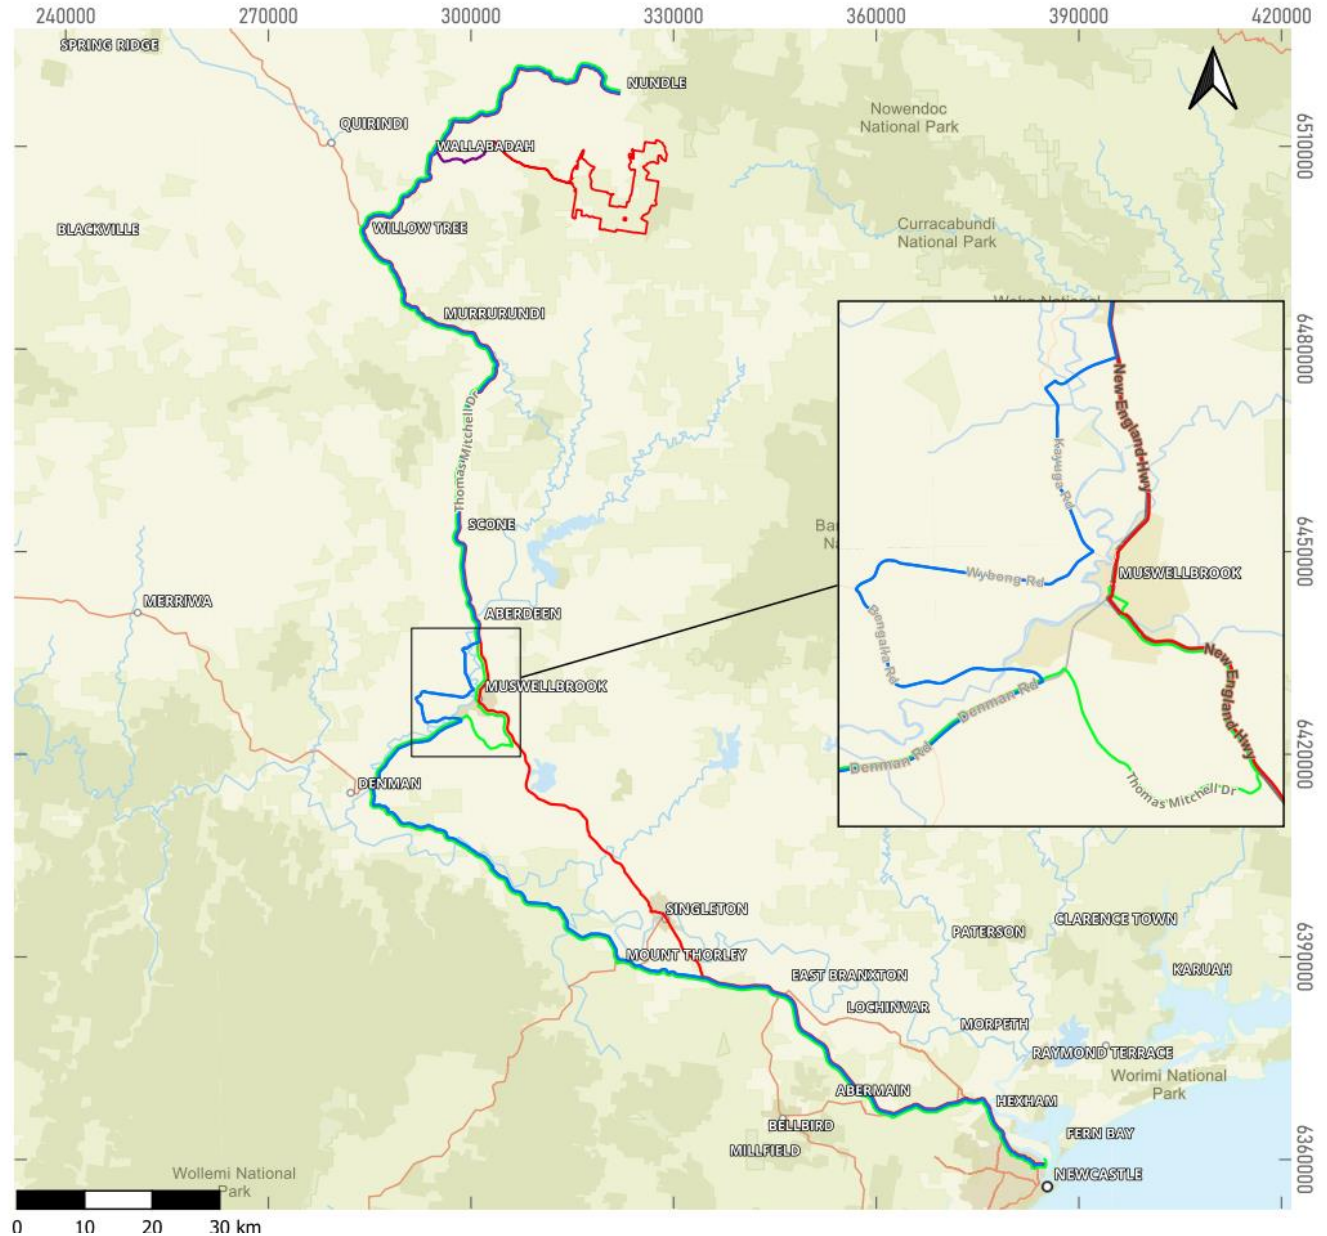 240000 270000 300000 330000 360000 390000 420000
SPRING RIDGE
NUNDLE
Nowendoc
National Park
QUIRINDI
WALLABADAH
6510000
BLACKVILLE
WILLOW TREE
Curracabundi
National Park
MURRURUNDI
6480000
Thomas Mitchell Dr
New England Hwy
Kayuga Rd
SCONE
MUSWELLBROOK
6450000
Wybong Rd
MERRIWA
ABERDEEN
Bengalla Rd
New England Hwy
MUSWELLBROOK
Denman Rd
Denman Rd
6420000
DENMAN
Thomas Mitchell Dr
SINGLETON
CLARENCE TOWN
PATERSON
MOUNT THORLEY
6390000
EAST BRANXTON
KARUAH
LOCHINVAR
MORPETH
RAYMOND TERRACE
Worimi National
Park
ABERMAIN
HEXHAM
BELLBIRD
FERN BAY
MILLFIELD
6360000
Wollemi National
Park
NEWCASTLE
0 10 20 30 km